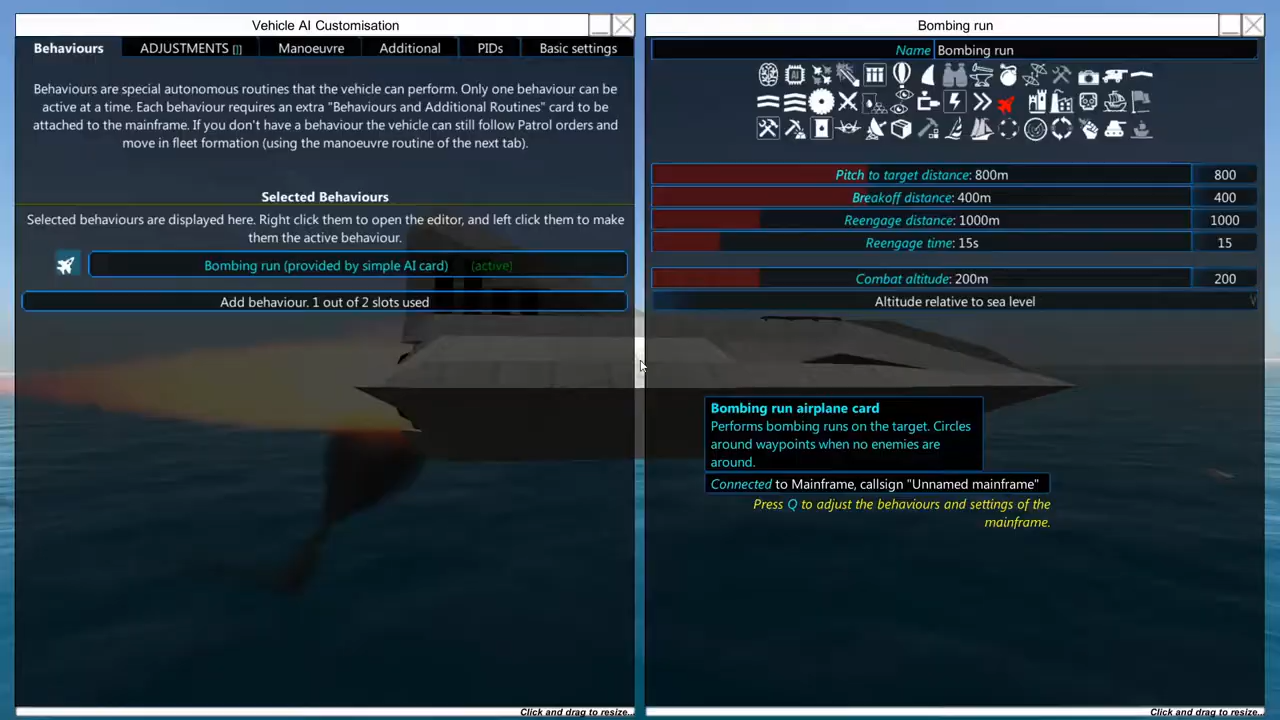 Vehicle AI Customisation
Behaviours
ADJUSTMENTS []
Manoeuvre
Additional
PIDs
Basic settings
Behaviours are special autonomous routines that the vehicle can perform. Only one behaviour can be
active at a time. Each behaviour requires an extra "Behaviours and Additional Routines" card to be
attached to the mainframe. If you don't have a behaviour the vehicle can still follow Patrol orders and
move in fleet formation (using the manoeuvre routine of the next tab).
Selected Behaviours
Selected behaviours are displayed here. Right click them to open the editor, and left click them to make
them the active behaviour.
Bombing run (provided by simple AI card) (active)
Add behaviour. 1 out of 2 slots used
Click and drag to resize...
Bombing run
Name Bombing run
AI
Pitch to target distance: 800m 800
Breakoff distance: 400m 400
Reengage distance: 1000m 1000
Reengage time: 15s 15
Combat altitude: 200m 200
Altitude relative to sea level V
Bombing run airplane card
Performs bombing runs on the target. Circles
around waypoints when no enemies are
around.
Connected to Mainframe, callsign "Unnamed mainframe"
Press Q to adjust the behaviours and settings of the
mainframe.
Click and drag to resize...